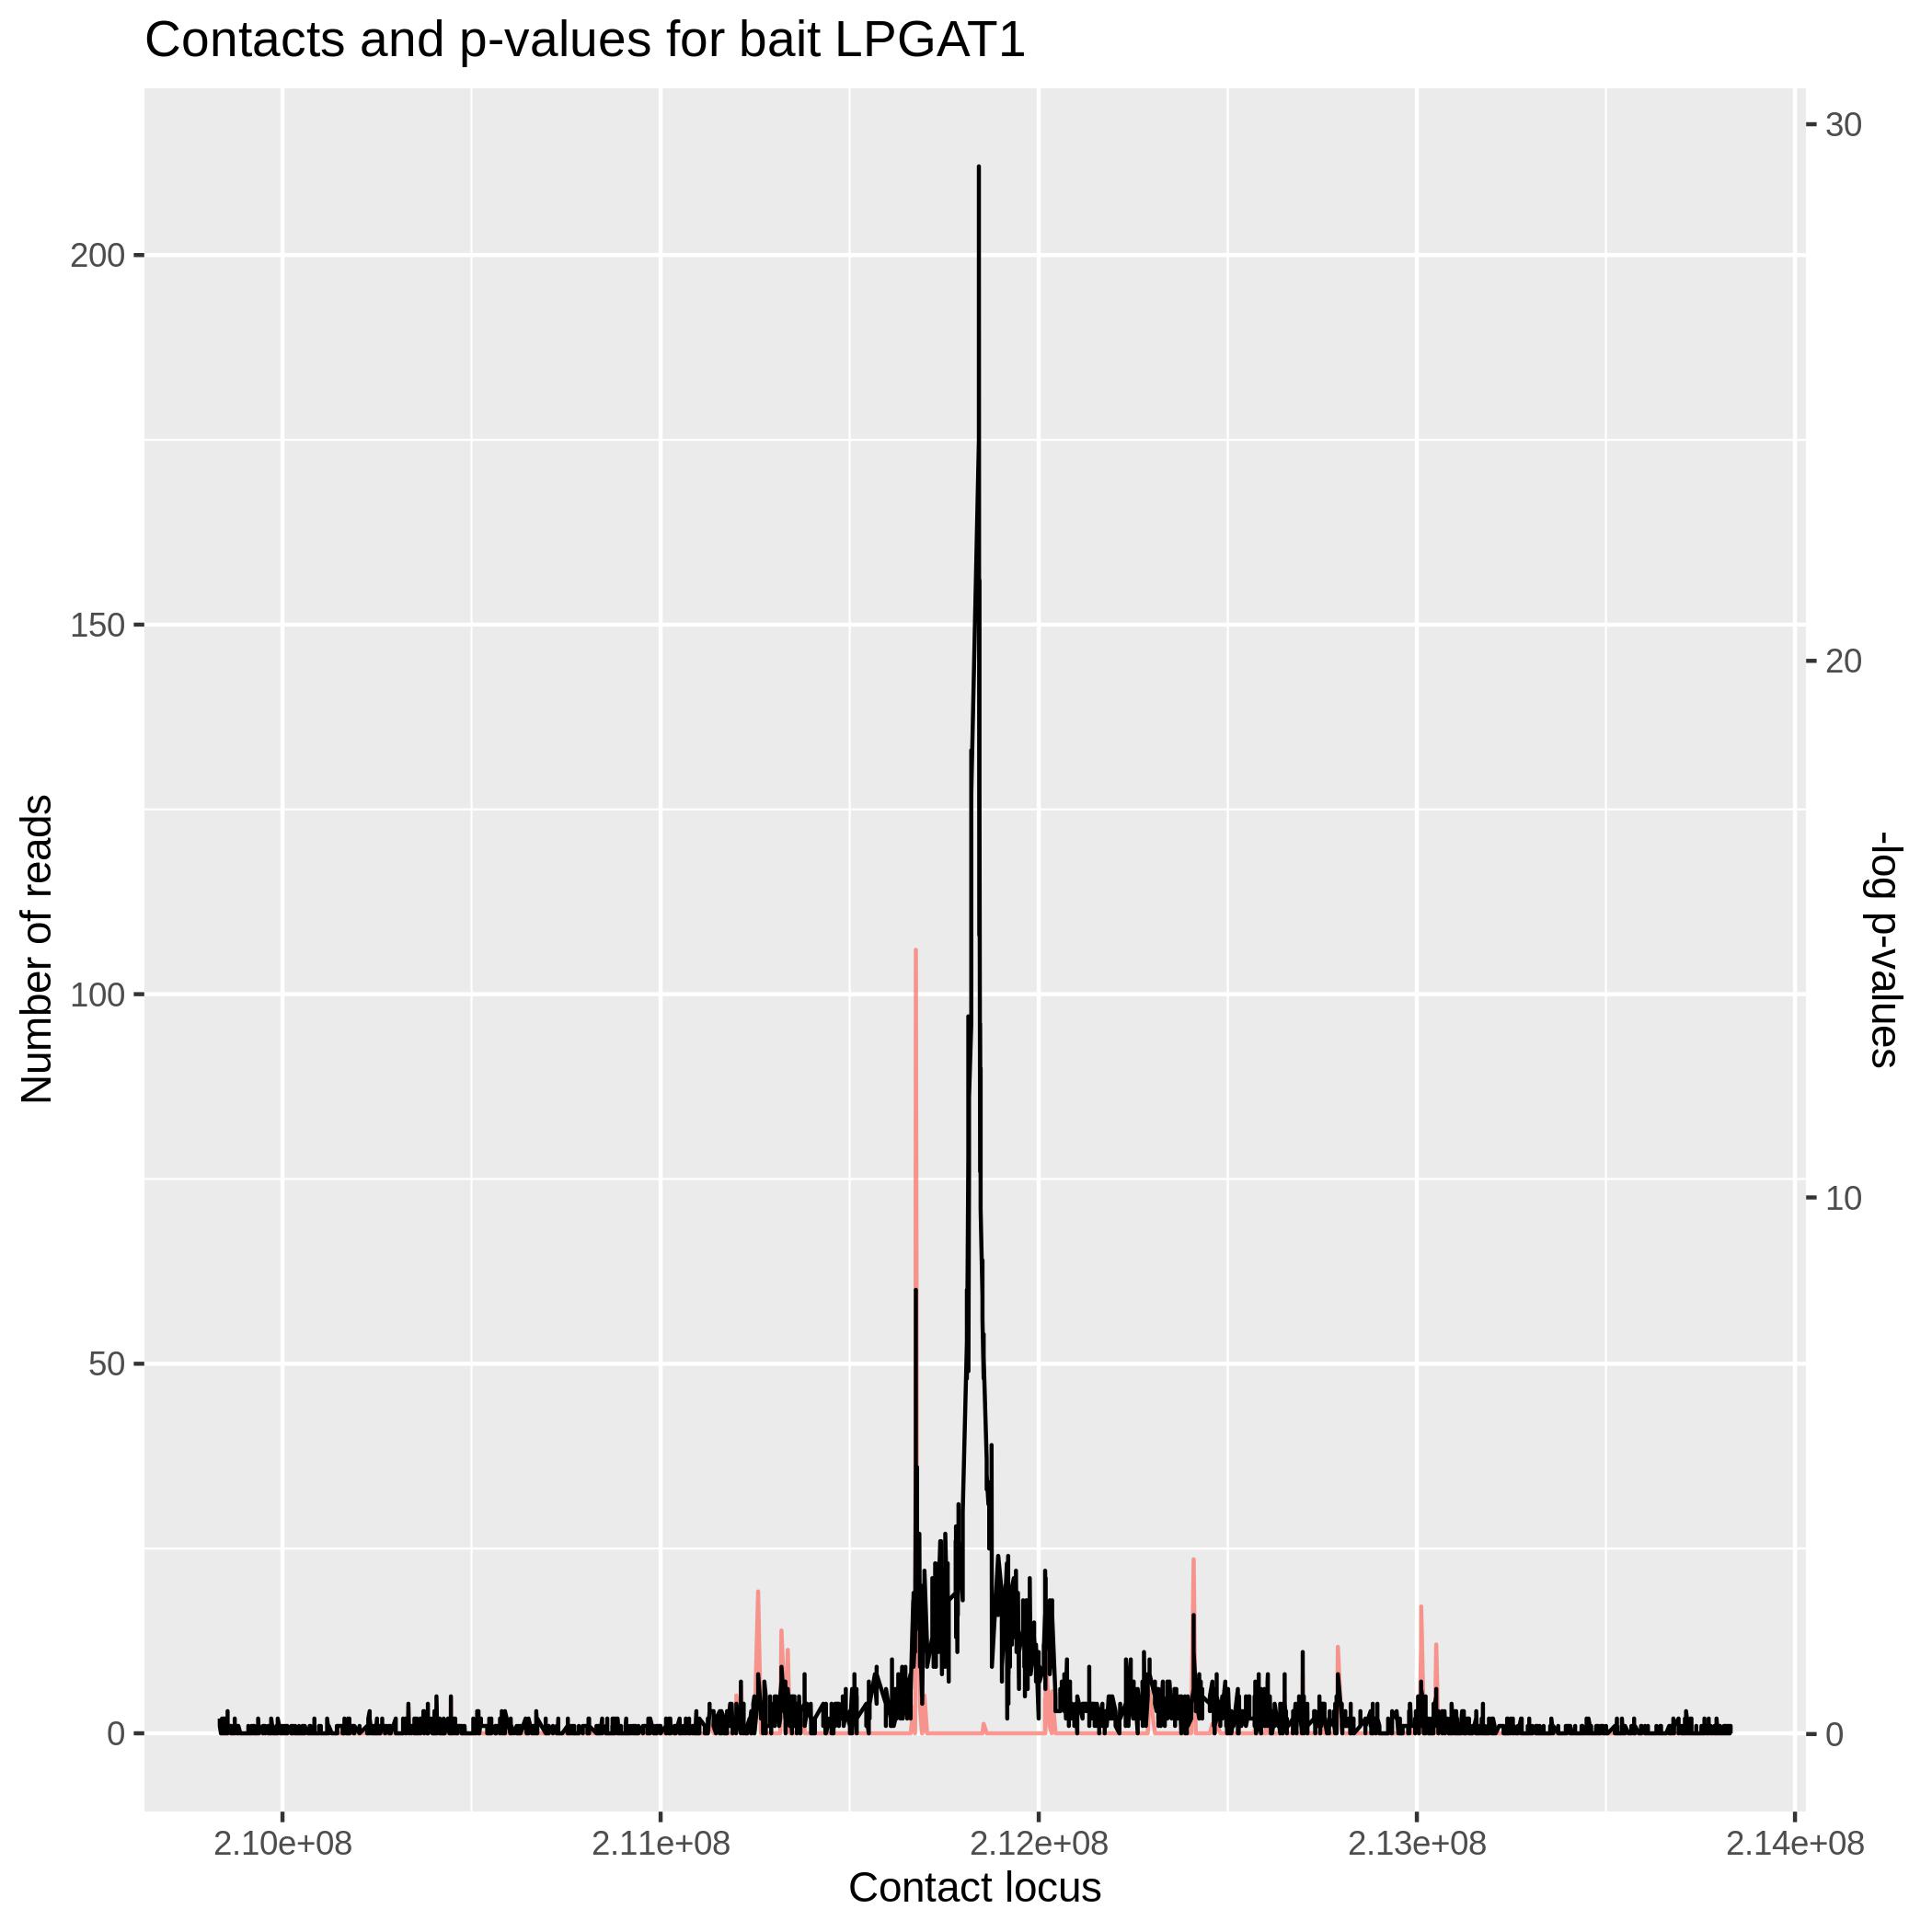 Contacts and p-values for bait LPGAT1
Number of reads
200
150
100
50
0
30
20
10
0
-log p-values
2.10e+08 2.11e+08 2.12e+08 2.13e+08 2.14e+08
Contact locus